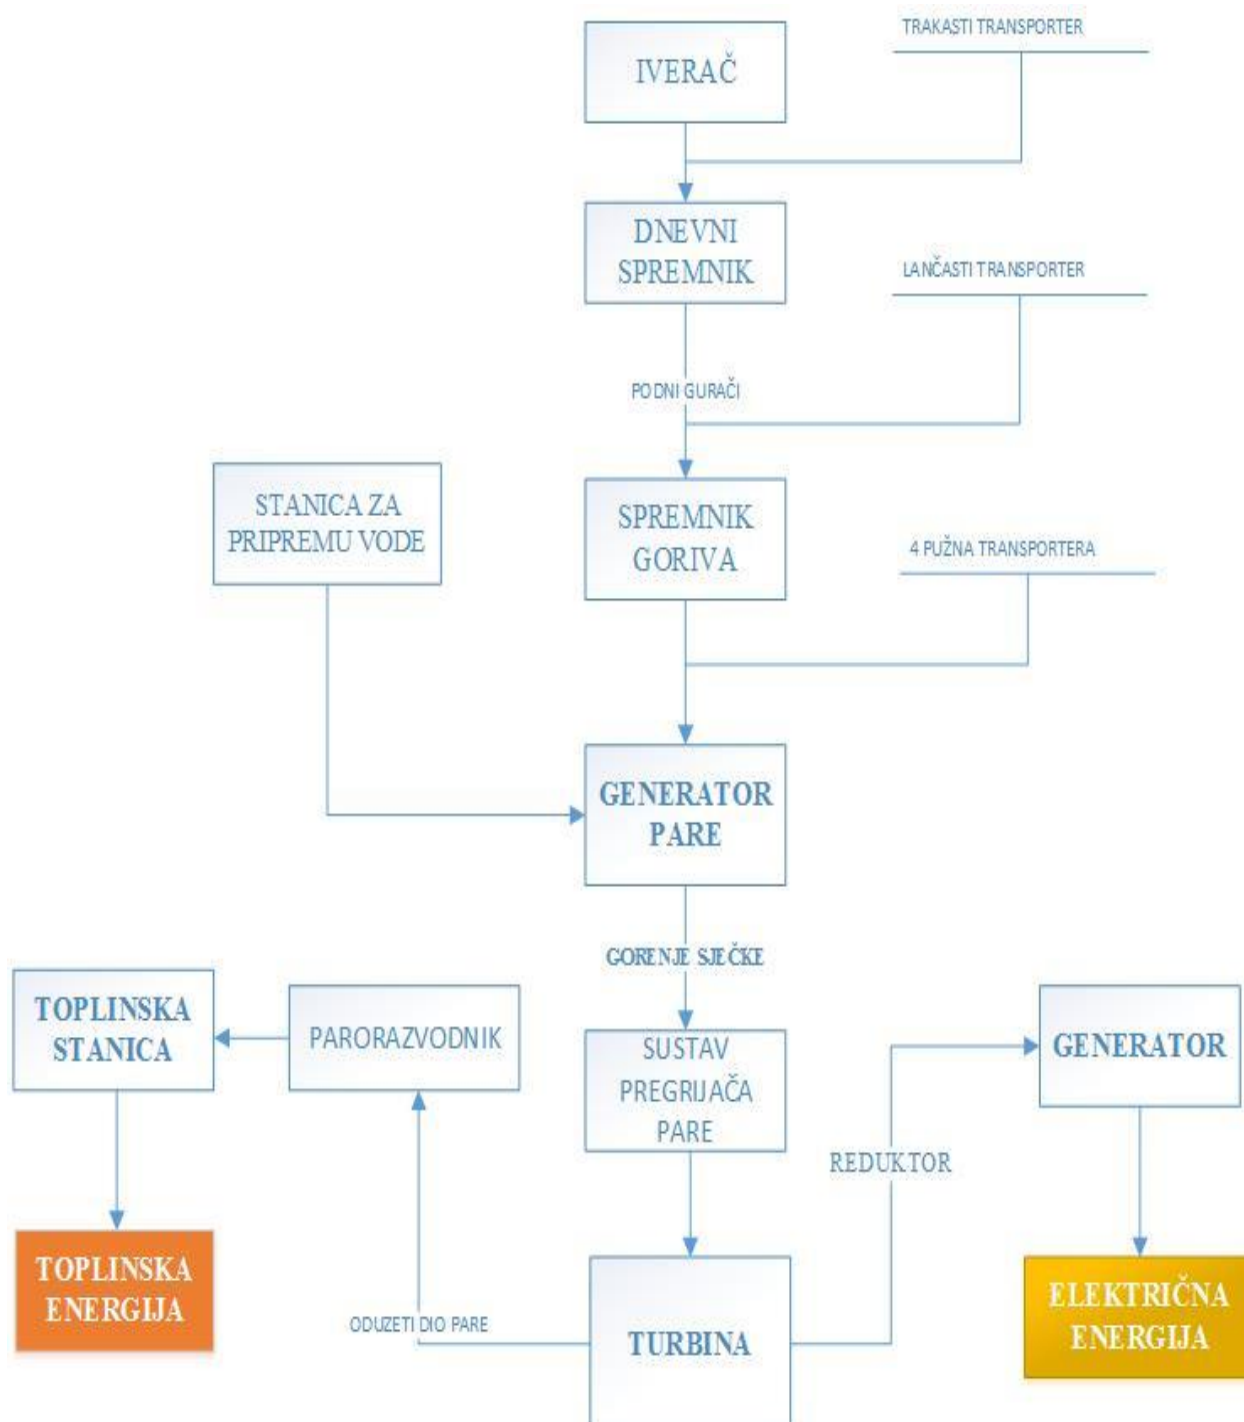 TRAKASTI TRANSPORTER
IVERAČ
DNEVNI
SPREMNIK
LANČASTI TRANSPORTER
PODNI GURAČI
STANICA ZA
PRIPREMU VODE
SPREMNIK
GORIVA
4 PUŽNA TRANSPORTERA
GENERATOR
PARE
GORENJE SJEČKE
TOPLINSKA
STANICA
PARORAZVODNIK
SUSTAV
PREGRIJAČA
PARE
GENERATOR
REDUKTOR
TOPLINSKA
ENERGIJA
ODUZETI DIO PARE
TURBINA
ELEKTRIČNA
ENERGIJA